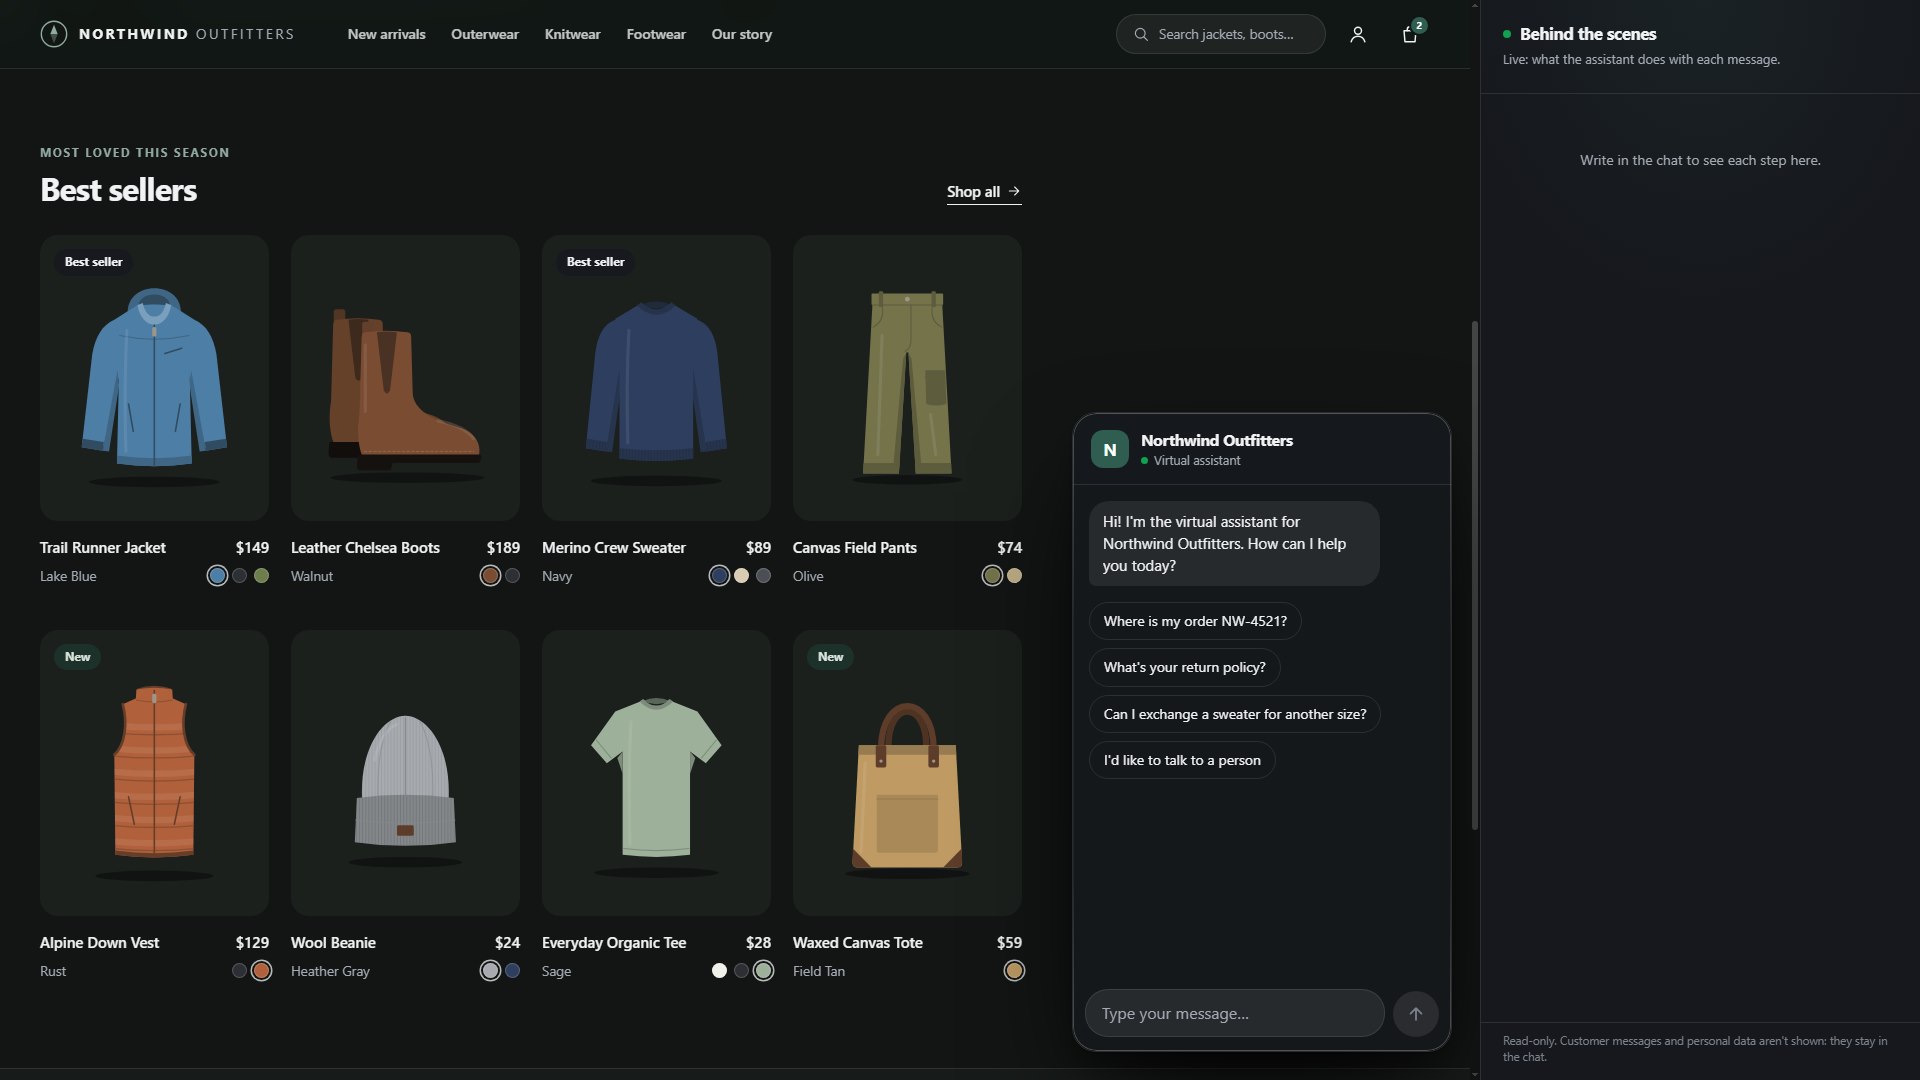 NORTHWIND OUTFITTERS
New arrivals
Outerwear
Knitwear
Footwear
Our story
Search jackets, boots...
2
MOST LOVED THIS SEASON
Best sellers
Shop all →
Best seller
Best seller
Trail Runner Jacket $149
Lake Blue
Leather Chelsea Boots $189
Walnut
Merino Crew Sweater $89
Navy
Canvas Field Pants $74
Olive
New
New
Alpine Down Vest $129
Rust
Wool Beanie $24
Heather Gray
Everyday Organic Tee $28
Sage
Waxed Canvas Tote $59
Field Tan
N
Northwind Outfitters
Virtual assistant
Hi! I'm the virtual assistant for
Northwind Outfitters. How can I help
you today?
Where is my order NW-4521?
What's your return policy?
Can I exchange a sweater for another size?
I'd like to talk to a person
Type your message...
Behind the scenes
Live: what the assistant does with each message.
Write in the chat to see each step here.
Read-only. Customer messages and personal data aren't shown: they stay in
the chat.